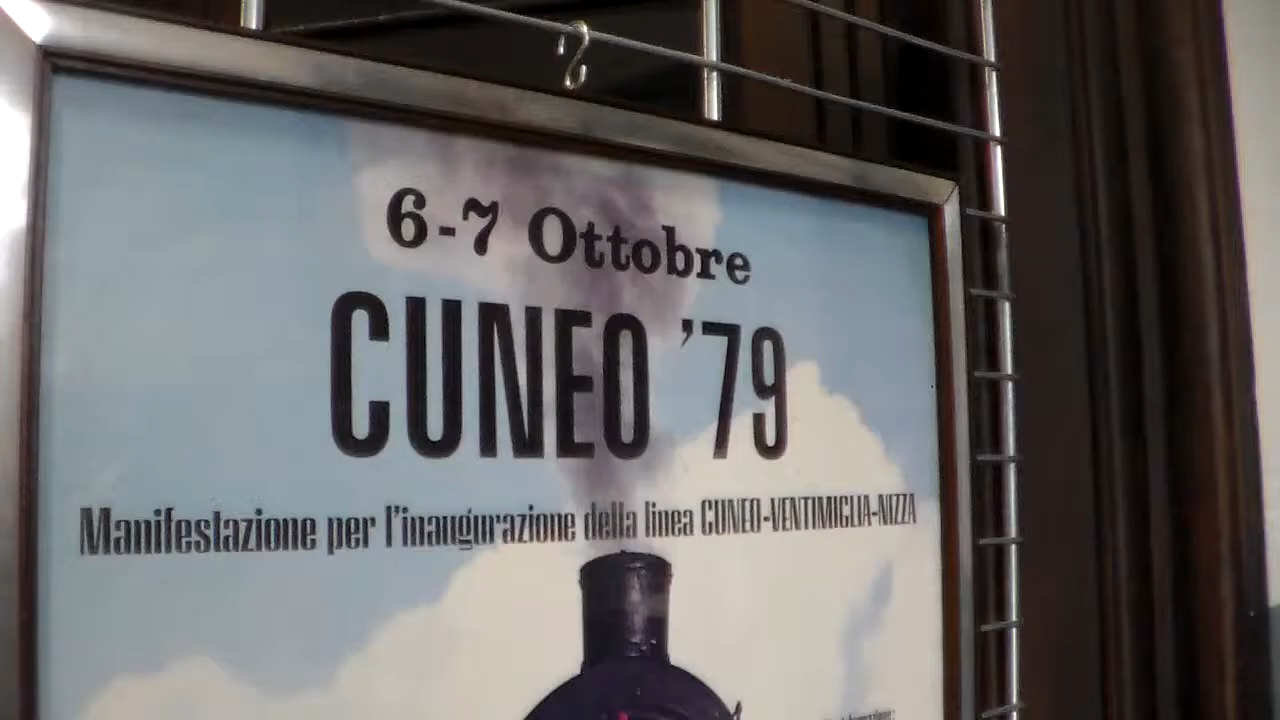 6-7 Ottobre
CUNEO '79
Manifestazione per l'inaugurazione della linea CUNEO-VENTIMIGLIA-NIZZA